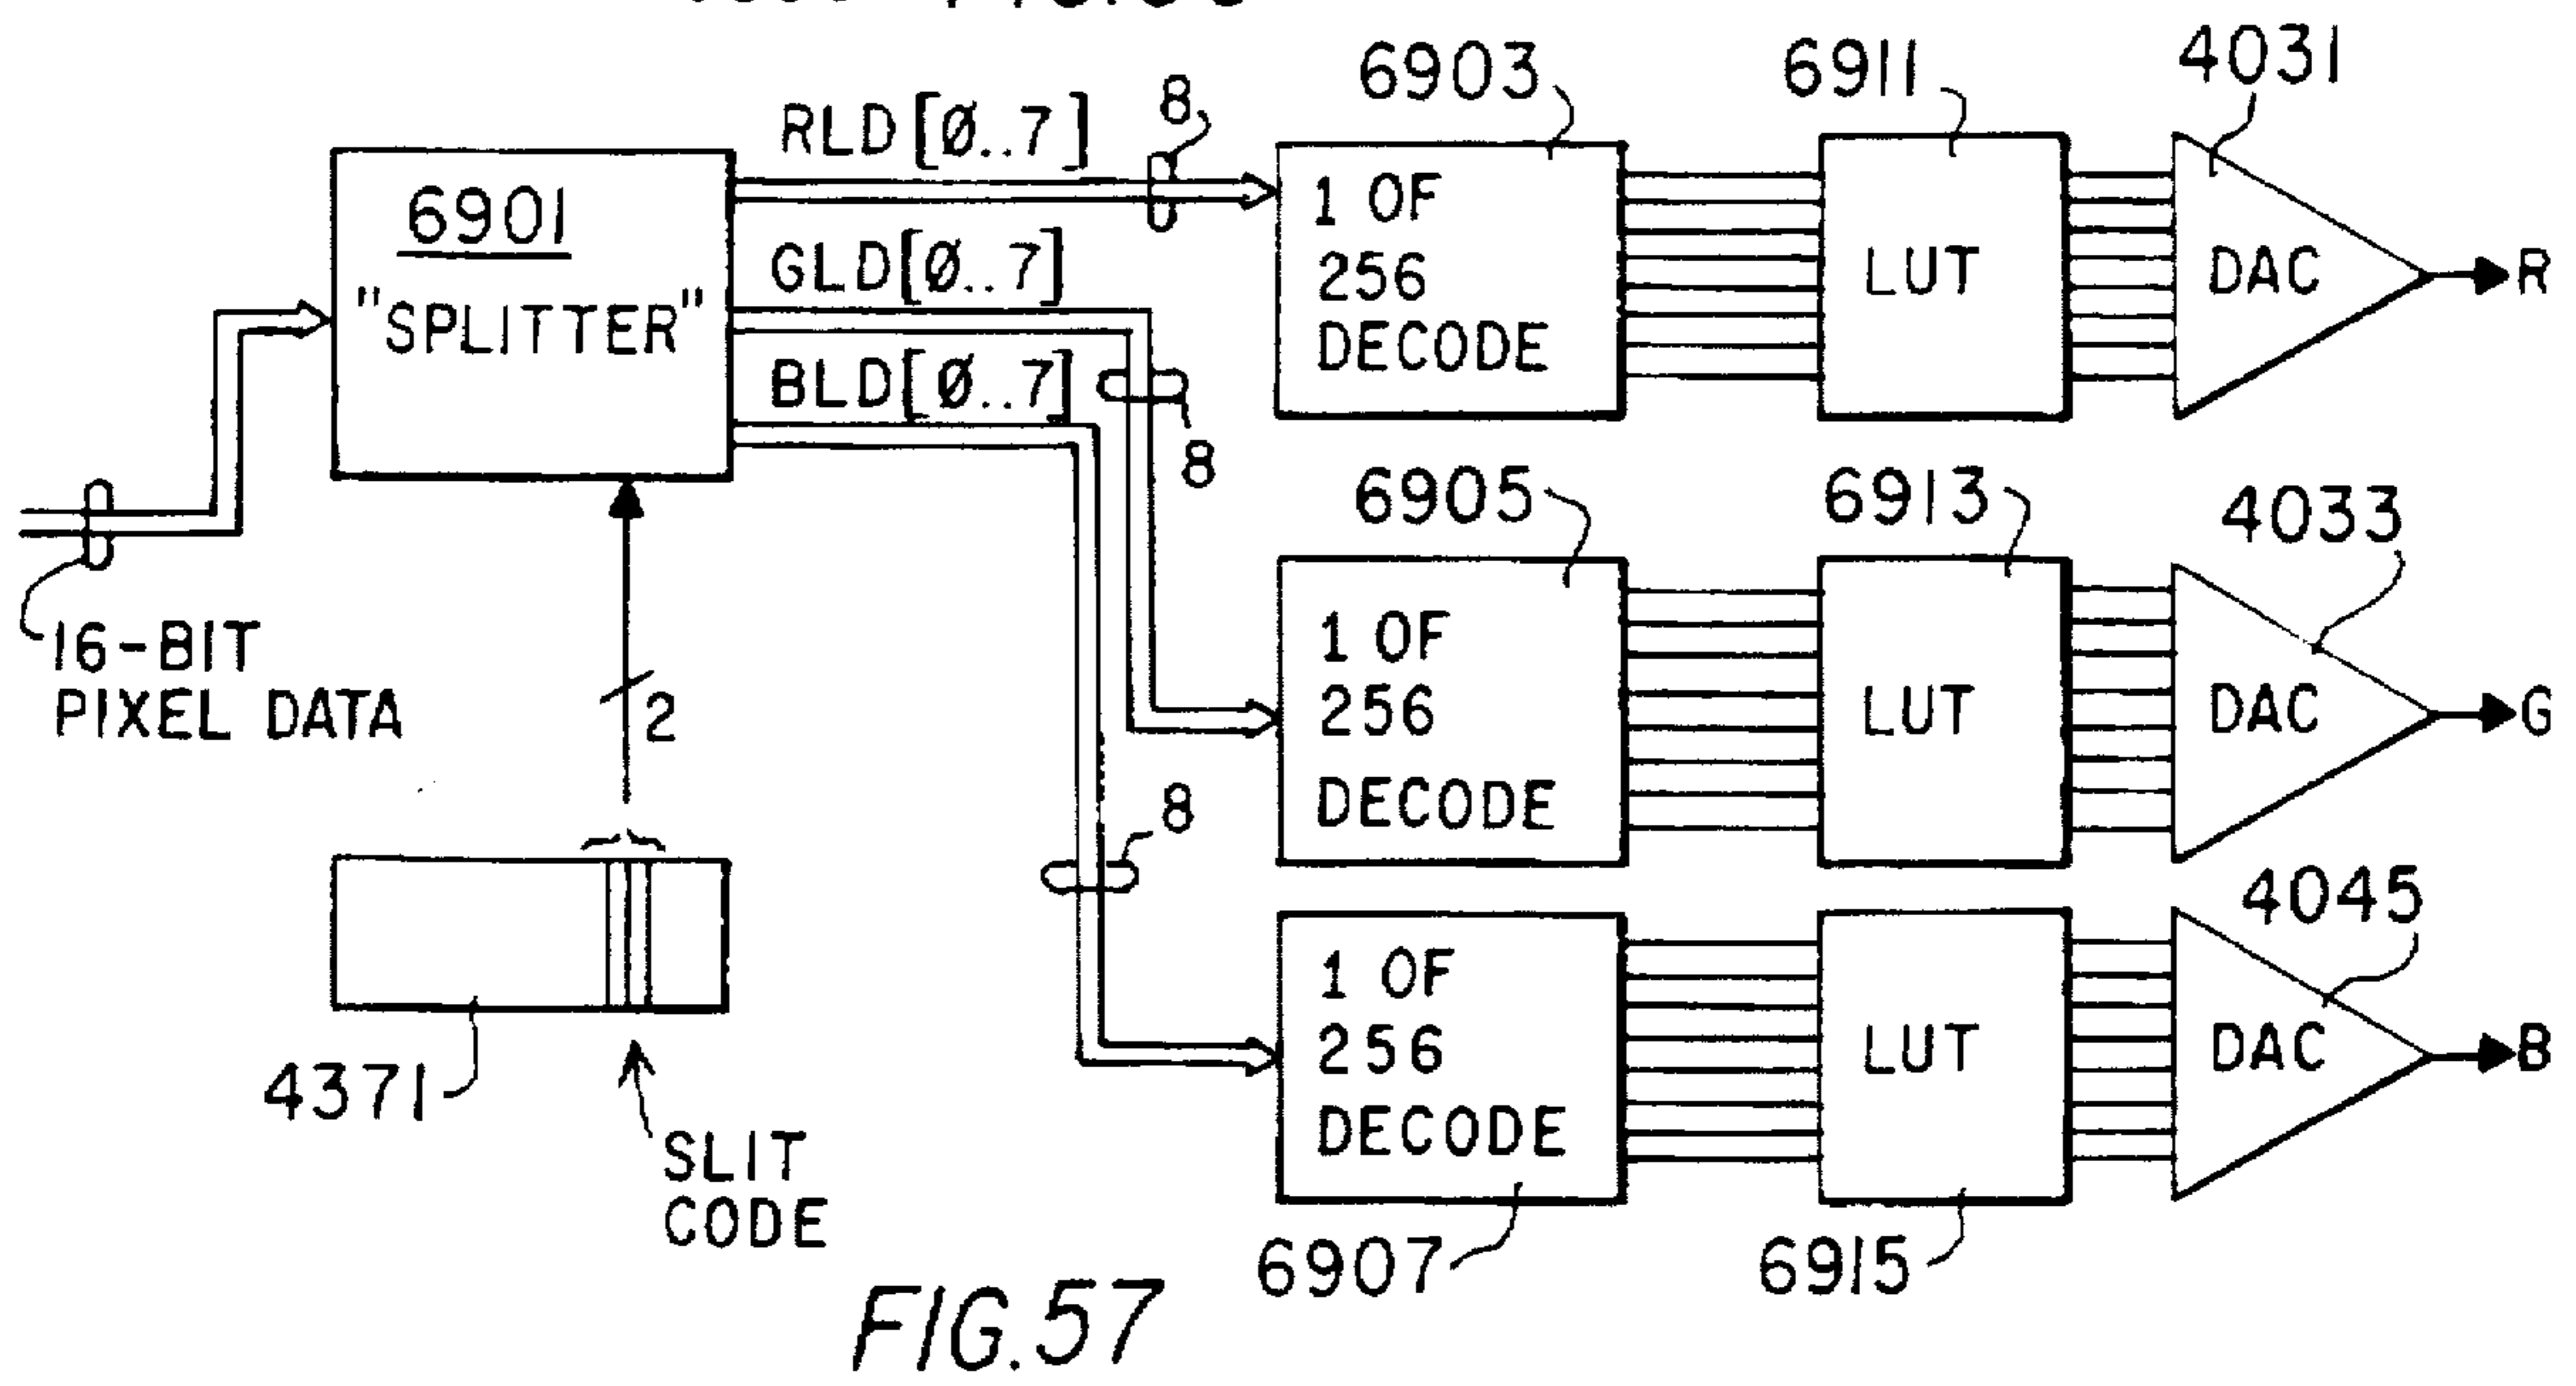 6903
6911
4031
RLD [Ø..7]
8
6901
"SPLITTER"
GLD[Ø..7]
BLD[Ø..7]
8
1 OF
256
DECODE
LUT
DAC
R
16-BIT
PIXEL DATA
2
6905
6913
4033
1 OF
256
DECODE
LUT
DAC
G
8
4371
SLIT
CODE
4045
1 OF
256
DECODE
LUT
DAC
B
6907
6915
FIG.57